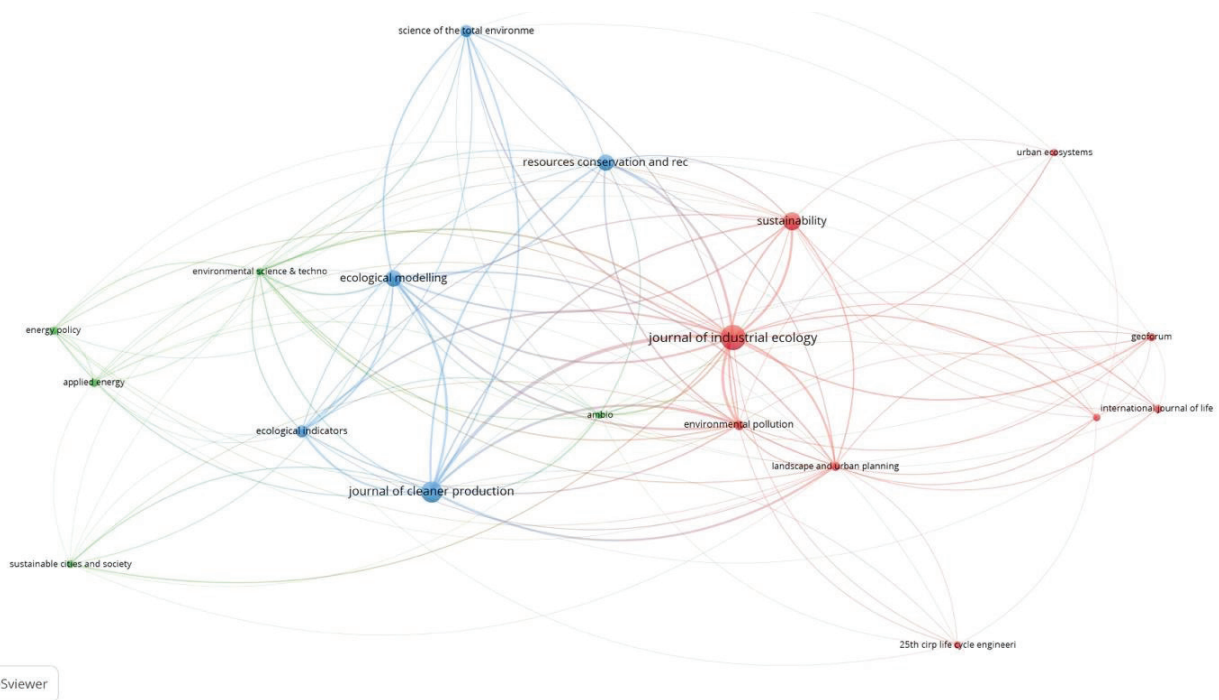 science of the total environme
urban ecosystems
resources conservation and rec
sustainability
environmental science & techno
ecological modelling
energy policy
journal of industrial ecology
geoforum
applied energy
international journal of life
ambio
environmental pollution
ecological indicators
landscape and urban planning
journal of cleaner production
sustainable cities and society
25th cirp life cycle engineeri
Sviewer